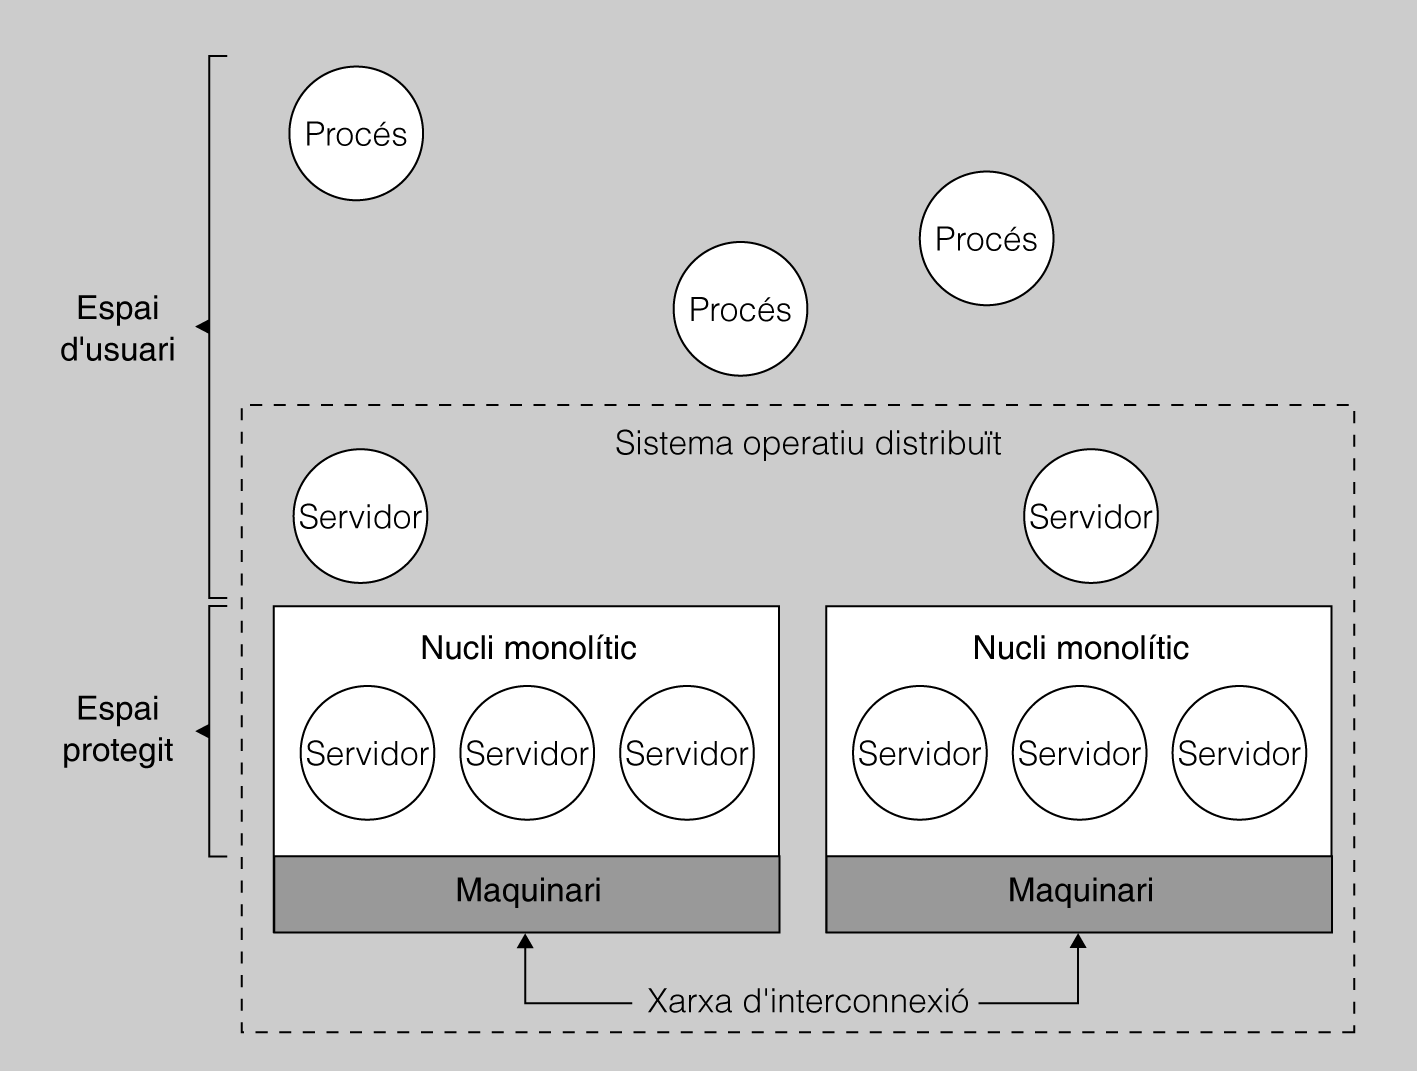 Procés
Procés
Procés
Espai
d'usuari
Sistema operatiu distribuït
Servidor
Servidor
Nucli monolític
Nucli monolític
Espai
protegit
Servidor
Servidor
Servidor
Servidor
Servidor
Servidor
Maquinari
Maquinari
Xarxa d'interconnexió